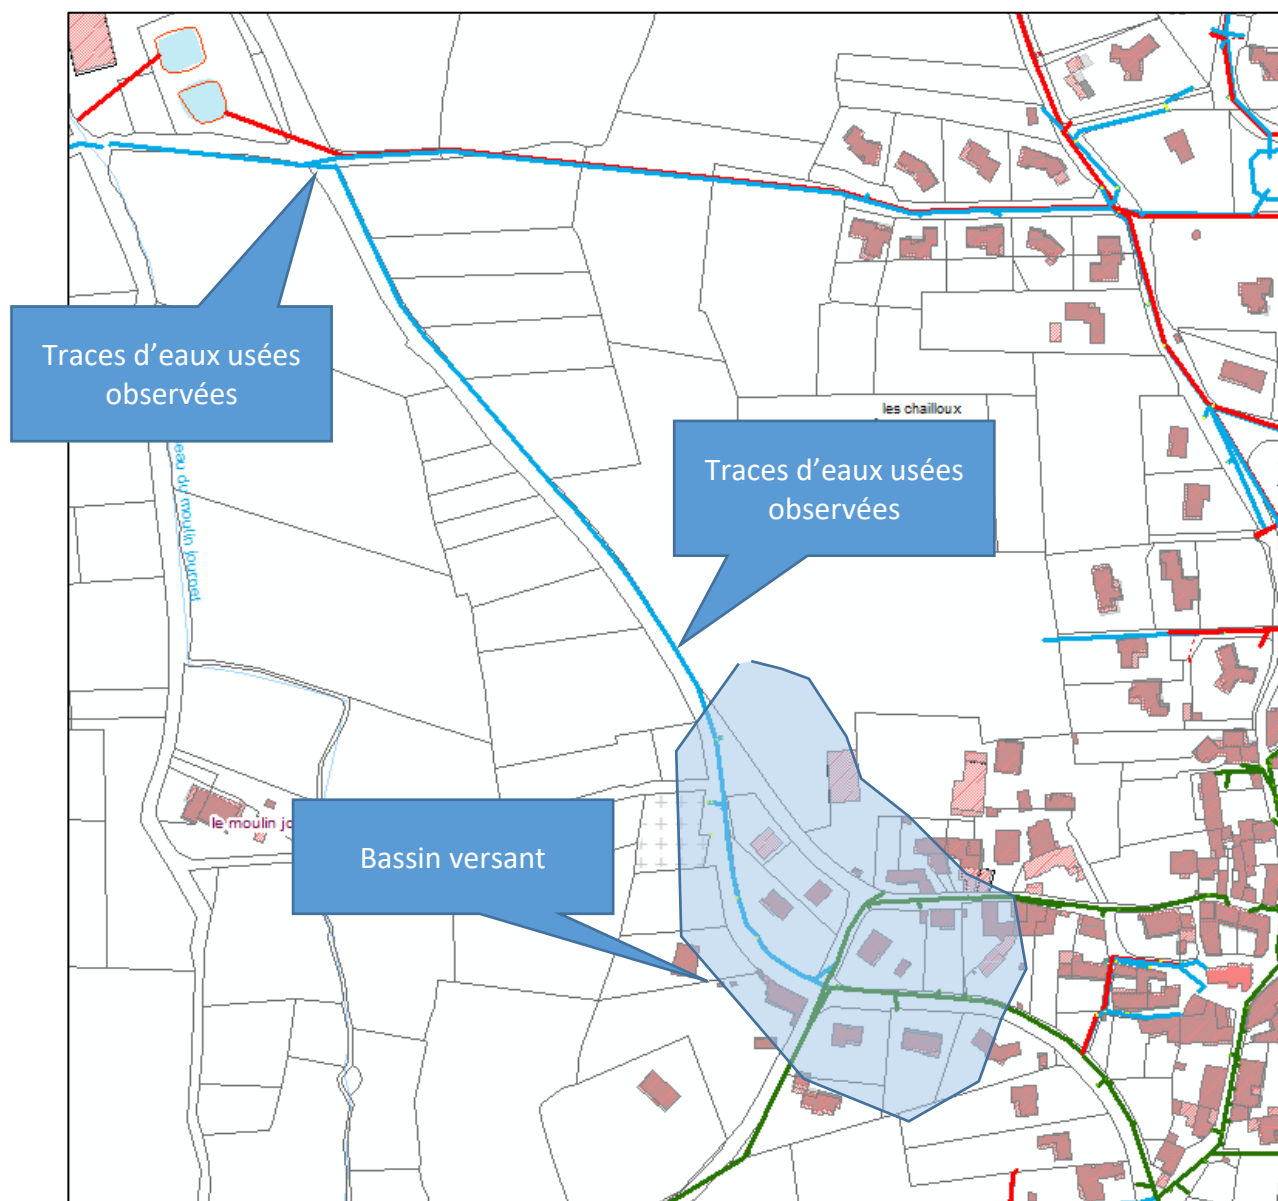 Traces d'eaux usées
observées
les chailloux
Traces d'eaux usées
observées
eau du moulin journet
le moulin jo
Bassin versant